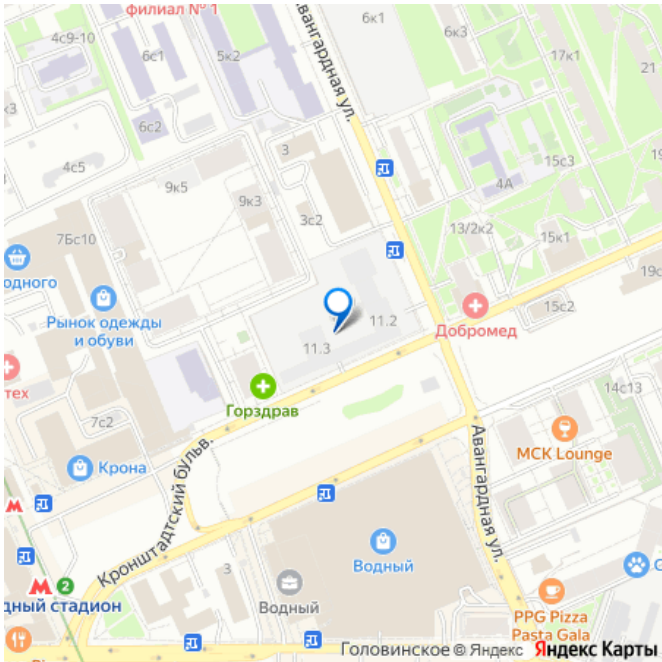 филиал № 1
6к1
4с9-10
6с1
5к2
6к3
17к1
21
к3
Авангардная ул.
6с2
3
15с3
19
4с5
9к5
4А
9к3
3с2
13/2к2
7Бс10
15к1
одного
19с
Рынок одежды
и обуви
15с2
11.2
Добромед
11.3
тех
Горздрав
14с13
7с2
МСК Lounge
Крона
Кронштадтский бульв.
Авангардная ул.
Водный
3
2
дный стадион
Водный
PPG Pizza
Pasta Gala
Головинское © Яндекс Яндекс Карты